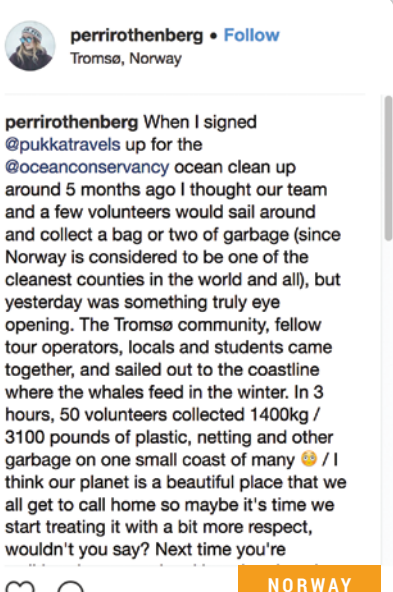 perrirothenberg • Follow
Tromsø, Norway
perrirothenberg When I signed
@pukkatravels up for the
@oceanconservancy ocean clean up
around 5 months ago I thought our team
and a few volunteers would sail around
and collect a bag or two of garbage (since
Norway is considered to be one of the
cleanest counties in the world and all), but
yesterday was something truly eye
opening. The Tromsø community, fellow
tour operators, locals and students came
together, and sailed out to the coastline
where the whales feed in the winter. In 3
hours, 50 volunteers collected 1400kg /
3100 pounds of plastic, netting and other
garbage on one small coast of many 🥺 / I
think our planet is a beautiful place that we
all get to call home so maybe it's time we
start treating it with a bit more respect,
wouldn't you say? Next time you're
NORWAY